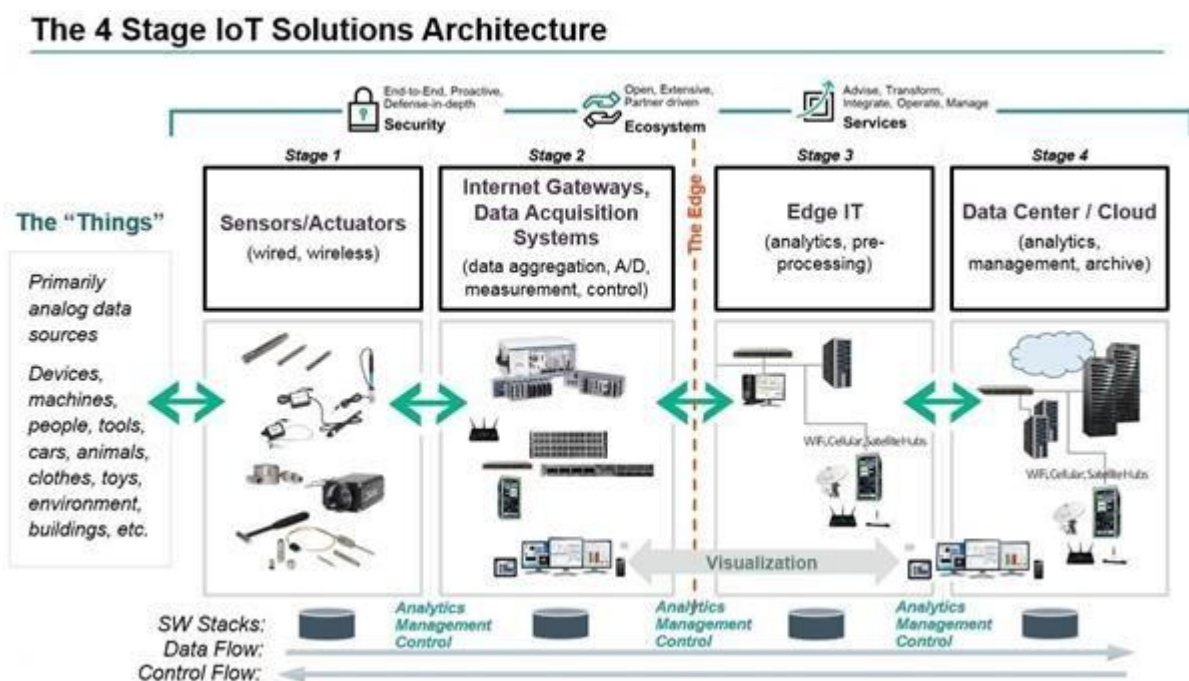 The 4 Stage IoT Solutions Architecture
End-to-End, Proactive,
Defense-in-depth
Security
Open, Extensive,
Partner driven
Ecosystem
Advise, Transform,
Integrate, Operate, Manage
Services
Stage 1
Stage 2
Stage 3
Stage 4
The "Things"
Primarily
analog data
sources
Devices,
machines,
people, tools,
cars, animals,
clothes, toys,
environment,
buildings, etc.
Sensors/Actuators
(wired, wireless)
Internet Gateways,
Data Acquisition
Systems
(data aggregation, A/D,
measurement, control)
The Edge
Edge IT
(analytics, pre-
processing)
Data Center / Cloud
(analytics,
management, archive)
WiFi, Cellular, Satellite Hubs
WiFi, Cellular, Satellite Hubs
Visualization
SW Stacks:
Analytics
Management
Control
Analytics
Management
Control
Analytics
Management
Control
Data Flow:
Control Flow: